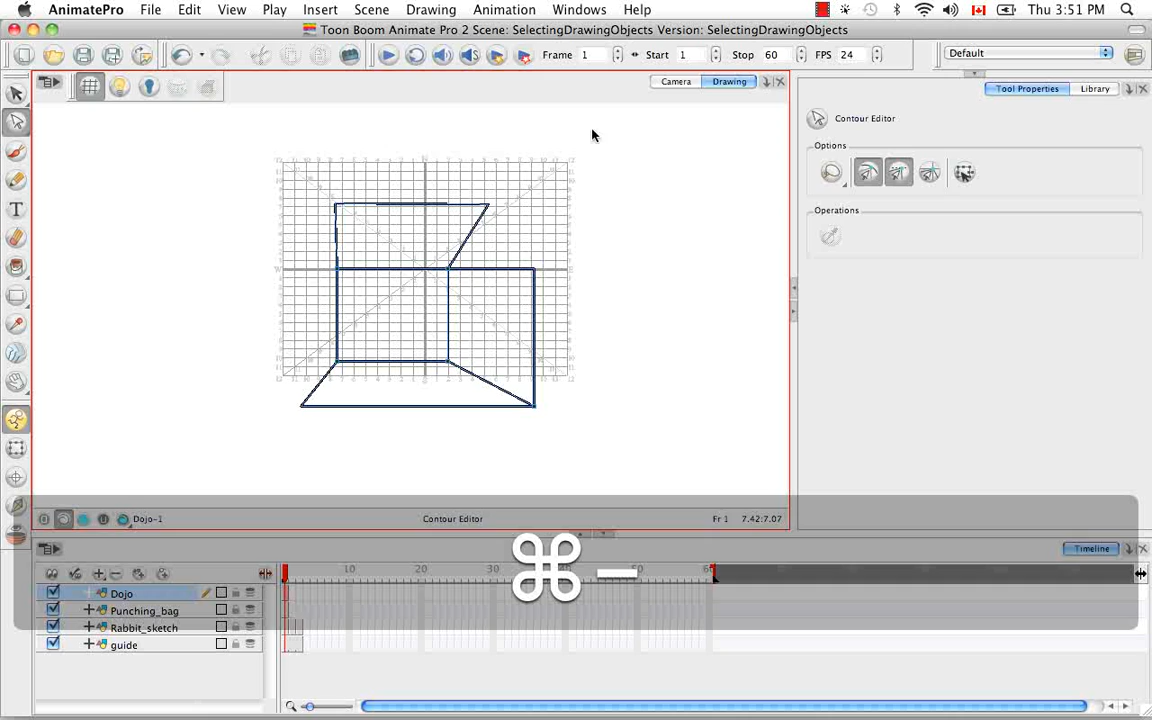 AnimatePro File Edit View Play Insert Scene Drawing Animation Windows Help Thu 3:51 PM
Toon Boom Animate Pro 2 Scene: SelectingDrawingObjects Version: SelectingDrawingObjects
Frame 1 Start 1 Stop 60 FPS 24 Default
Camera Drawing Tool Properties Library
Contour Editor
Options
Operations
Dojo-1 Contour Editor Fr 1 7.42:7.07
Timeline
10
Dojo
Punching_bag
Rabbit_sketch
guide